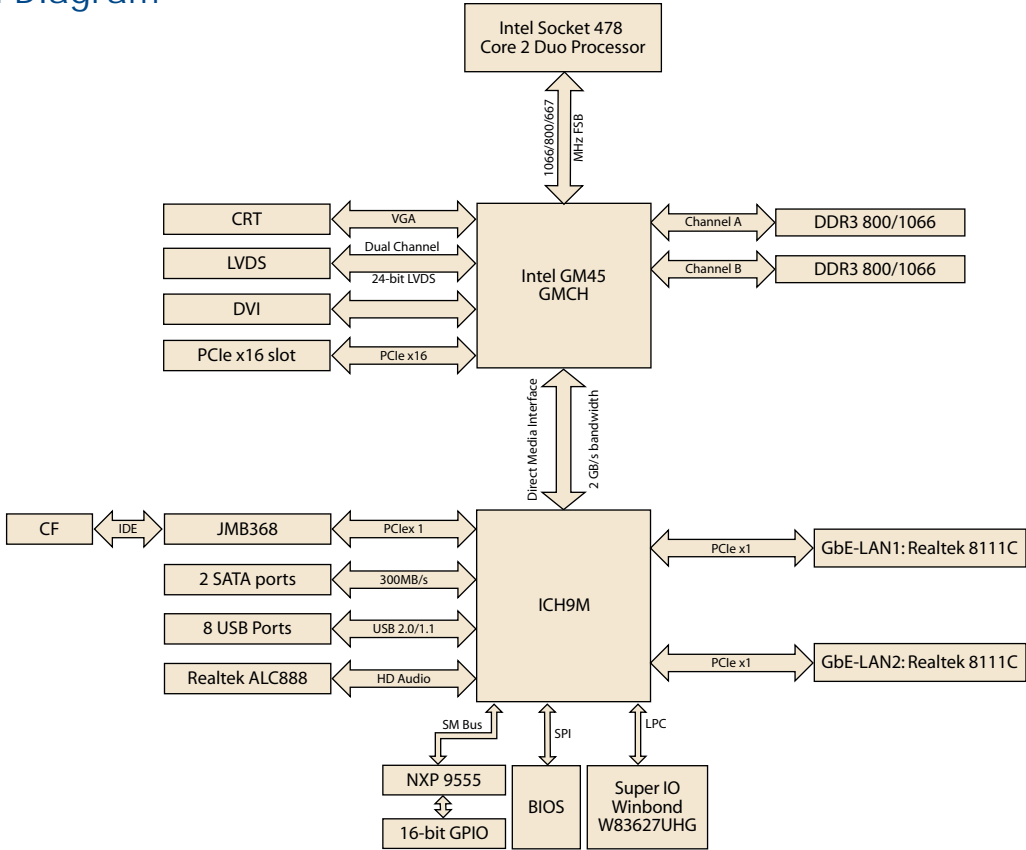 Diagram
Intel Socket 478
Core 2 Duo Processor
1066/800/667
MHz FSB
CRT
VGA
LVDS
Dual Channel
24-bit LVDS
DVI
PCIe x16 slot
PCIe x16
Intel GM45
GMCH
Channel A
DDR3 800/1066
Channel B
DDR3 800/1066
Direct Media Interface
2 GB/s bandwidth
CF
IDE
JMB368
PCIex 1
2 SATA ports
300MB/s
8 USB Ports
USB 2.0/1.1
Realtek ALC888
HD Audio
ICH9M
PCIe x1
GbE-LAN1: Realtek 8111C
PCIe x1
GbE-LAN2: Realtek 8111C
SM Bus
SPI
LPC
NXP 9555
16-bit GPIO
BIOS
Super IO
Winbond
W83627UHG